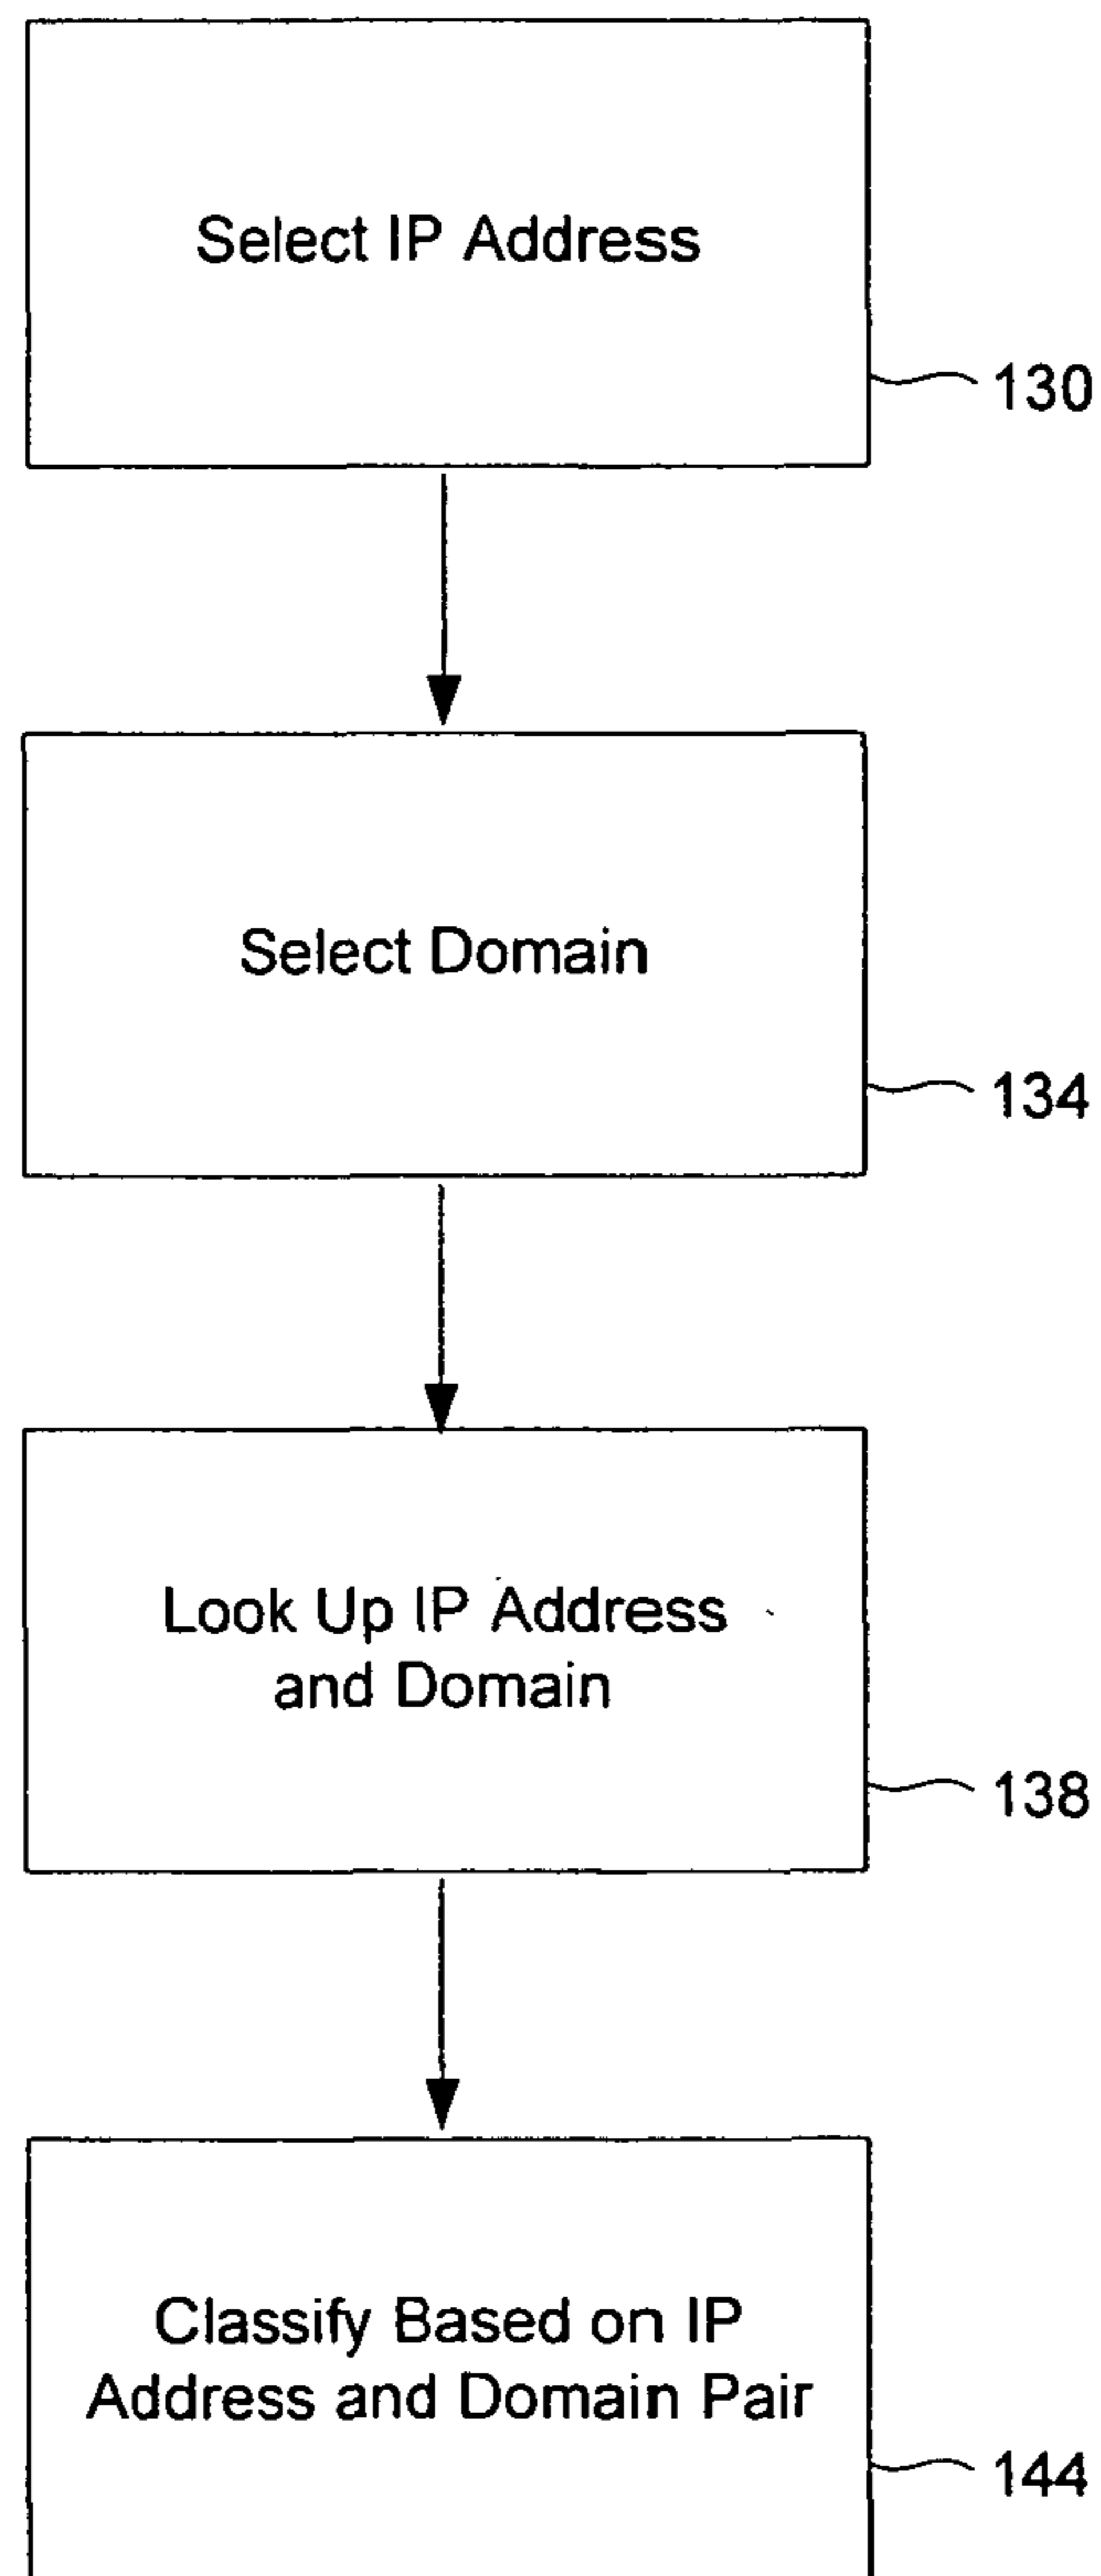 Select IP Address
130
Select Domain
134
Look Up IP Address
and Domain
138
Classify Based on IP
Address and Domain Pair
144